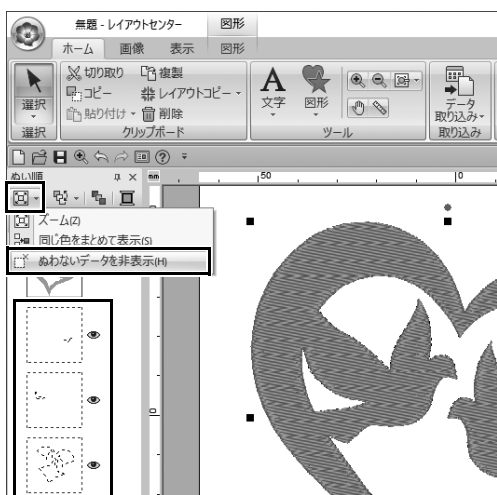 無題 - レイアウトセンター 図形
ホーム 画像 表示 図形
選択
選択
切り取り 複製
コピー レイアウトコピー
貼り付け 削除
クリップボード
文字
図形
ツール
データ
取り込み
取り込み
ぬい順
mm 50 0
ズーム(Z)
同じ色をまとめて表示(S)
ぬわないデータを非表示(H)
0